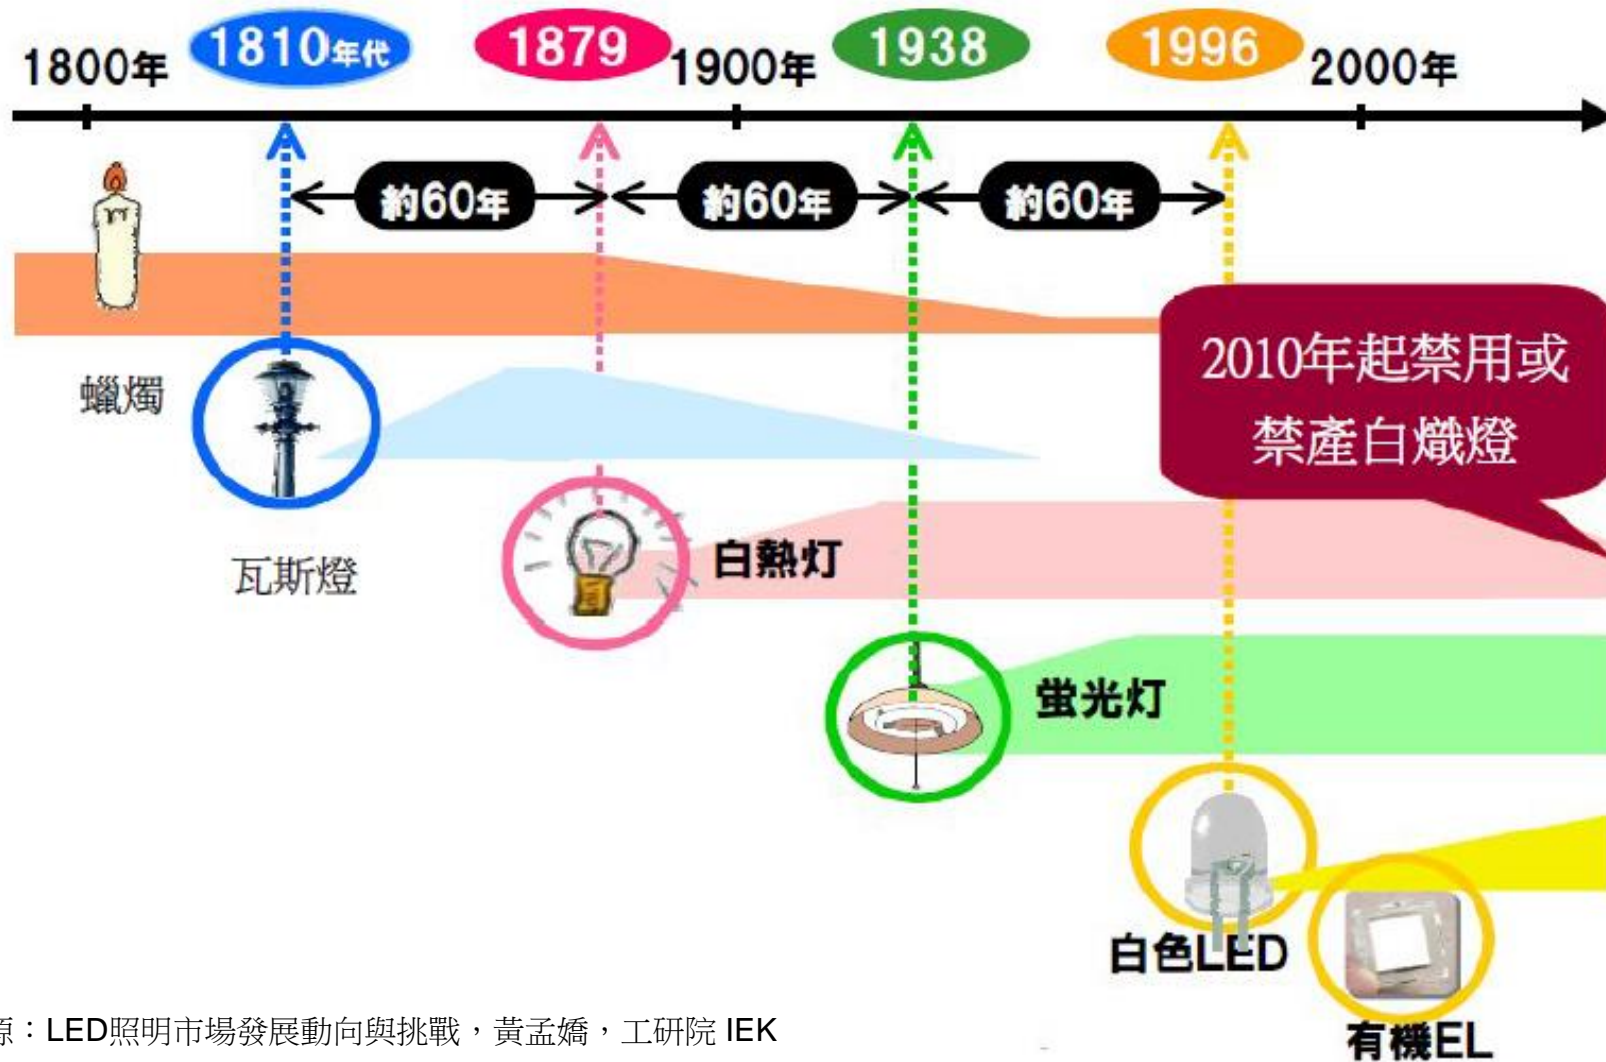 1800年
1810年代
1879
1900年
1938
1996
2000年
約60年
約60年
約60年
2010年起禁用或
禁產白熾燈
蠟燭
瓦斯燈
白熱灯
蛍光灯
白色LED
有機EL
源：LED照明市場發展動向與挑戰，黃孟嬌，工研院 IEK